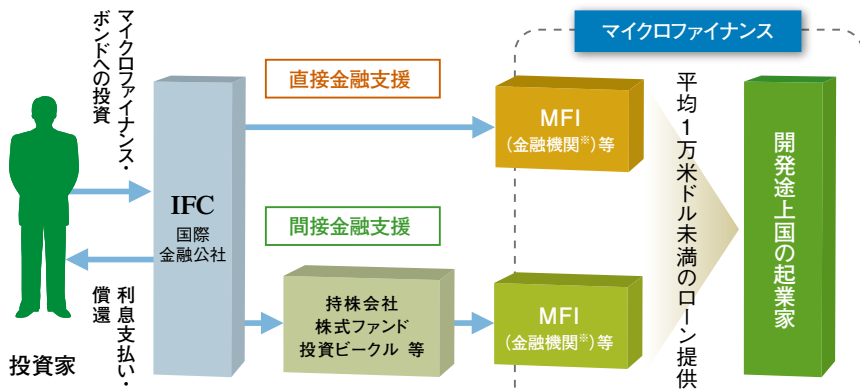 マイクロファイナンス
マイクロファイナンス・
ボンドへの投資
直接金融支援
MFI
(金融機関※)等
平均1万米ドル未満のローン提供
開発途上国の起業家
IFC
国際
金融公社
間接金融支援
持株会社
株式ファンド
投資ビークル 等
MFI
(金融機関※)等
利息支払い・
償還
投資家